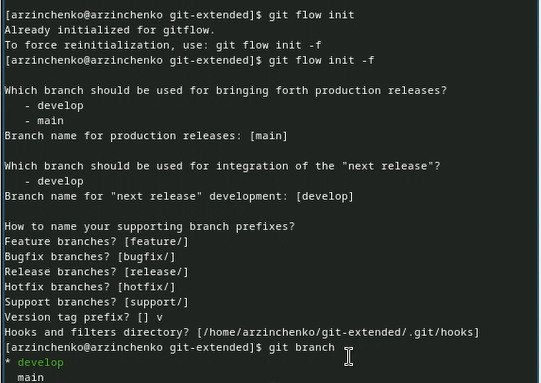 [arzinchenko@arzinchenko git-extended]$ git flow init
Already initialized for gitflow.
To force reinitialization, use: git flow init -f
[arzinchenko@arzinchenko git-extended]$ git flow init -f
Which branch should be used for bringing forth production releases?
- develop
- main
Branch name for production releases: [main]
Which branch should be used for integration of the "next release"?
- develop
Branch name for "next release" development: [develop]
How to name your supporting branch prefixes?
Feature branches? [feature/]
Bugfix branches? [bugfix/]
Release branches? [release/]
Hotfix branches? [hotfix/]
Support branches? [support/]
Version tag prefix? [] v
Hooks and filters directory? [/home/arzinchenko/git-extended/.git/hooks]
[arzinchenko@arzinchenko git-extended]$ git branch
* develop
main